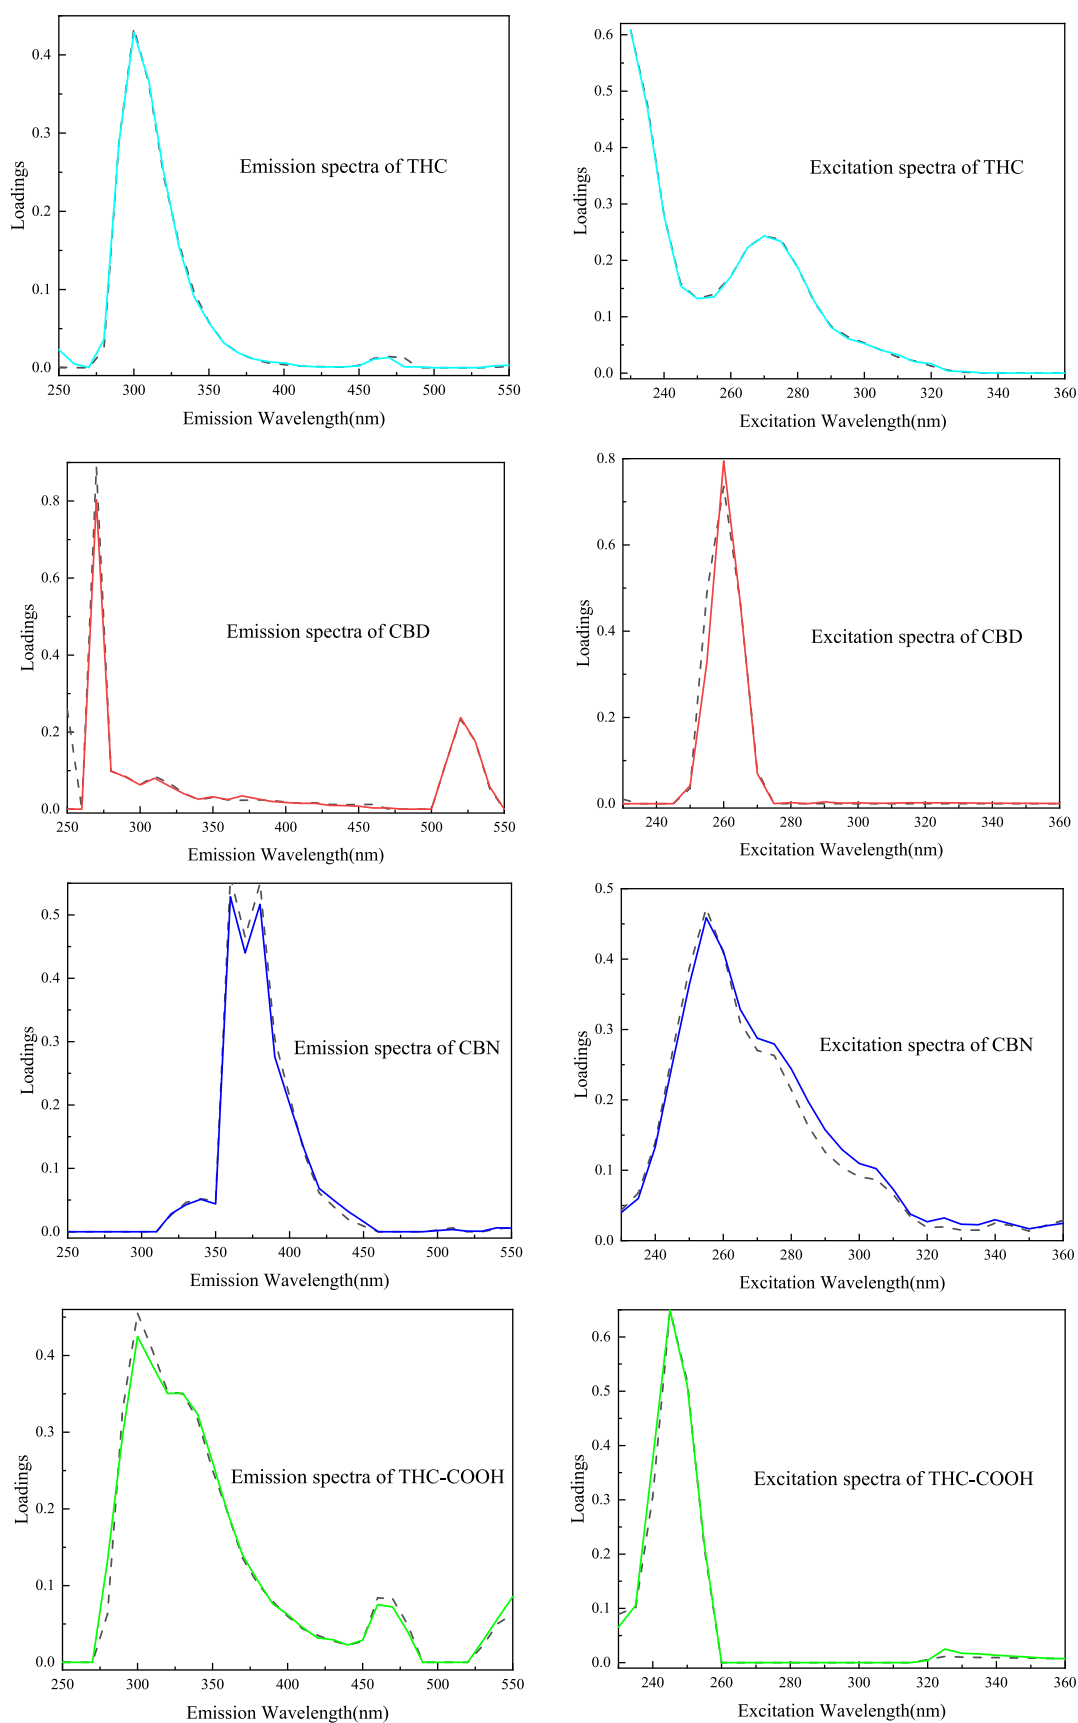 0.4
0.3
0.2
0.1
0.0
Loadings
Emission spectra of THC
250 300 350 400 450 500 550
Emission Wavelength(nm)
0.6
0.5
0.4
0.3
0.2
0.1
0.0
Loadings
Excitation spectra of THC
240 260 280 300 320 340 360
Excitation Wavelength(nm)
0.8
0.6
0.4
0.2
0.0
Loadings
Emission spectra of CBD
250 300 350 400 450 500 550
Emission Wavelength(nm)
0.8
0.6
0.4
0.2
0.0
Loadings
Excitation spectra of CBD
240 260 280 300 320 340 360
Excitation Wavelength(nm)
0.5
0.4
0.3
0.2
0.1
0.0
Loadings
Emission spectra of CBN
250 300 350 400 450 500 550
Emission Wavelength(nm)
0.5
0.4
0.3
0.2
0.1
0.0
Loadings
Excitation spectra of CBN
240 260 280 300 320 340 360
Excitation Wavelength(nm)
0.4
0.3
0.2
0.1
0.0
Loadings
Emission spectra of THC-COOH
250 300 350 400 450 500 550
Emission Wavelength(nm)
0.6
0.5
0.4
0.3
0.2
0.1
0.0
Loadings
Excitation spectra of THC-COOH
240 260 280 300 320 340 360
Excitation Wavelength(nm)